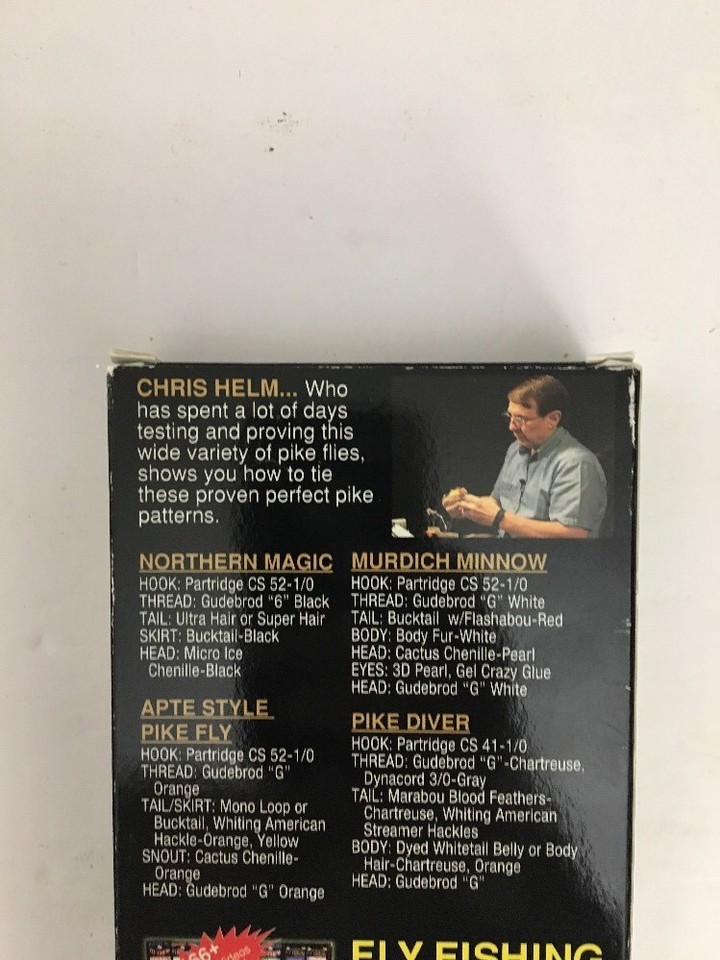 CHRIS HELM... Who
has spent a lot of days
testing and proving this
wide variety of pike flies,
shows you how to tie
these proven perfect pike
patterns.
NORTHERN MAGIC
HOOK: Partridge CS 52-1/0
THREAD: Gudebrod "6" Black
TAIL: Ultra Hair or Super Hair
SKIRT: Bucktail-Black
HEAD: Micro Ice
Chenille-Black
APTE STYLE
PIKE FLY
HOOK: Partridge CS 52-1/0
THREAD: Gudebrod "G"
Orange
TAIL/SKIRT: Mono Loop or
Bucktail, Whiting American
Hackle-Orange, Yellow
SNOUT: Cactus Chenille-
Orange
HEAD: Gudebrod "G" Orange
MURDICH MINNOW
HOOK: Partridge CS 52-1/0
THREAD: Gudebrod "G" White
TAIL: Bucktail w/Flashabou-Red
BODY: Body Fur-White
HEAD: Cactus Chenille-Pearl
EYES: 3D Pearl, Gel Crazy Glue
HEAD: Gudebrod "G" White
PIKE DIVER
HOOK: Partridge CS 41-1/0
THREAD: Gudebrod "G"-Chartreuse,
Dynacord 3/0-Gray
TAIL: Marabou Blood Feathers-
Chartreuse, Whiting American
Streamer Hackles
BODY: Dyed Whitetail Belly or Body
Hair-Chartreuse, Orange
HEAD: Gudebrod "G"
66+
FLY FISHING